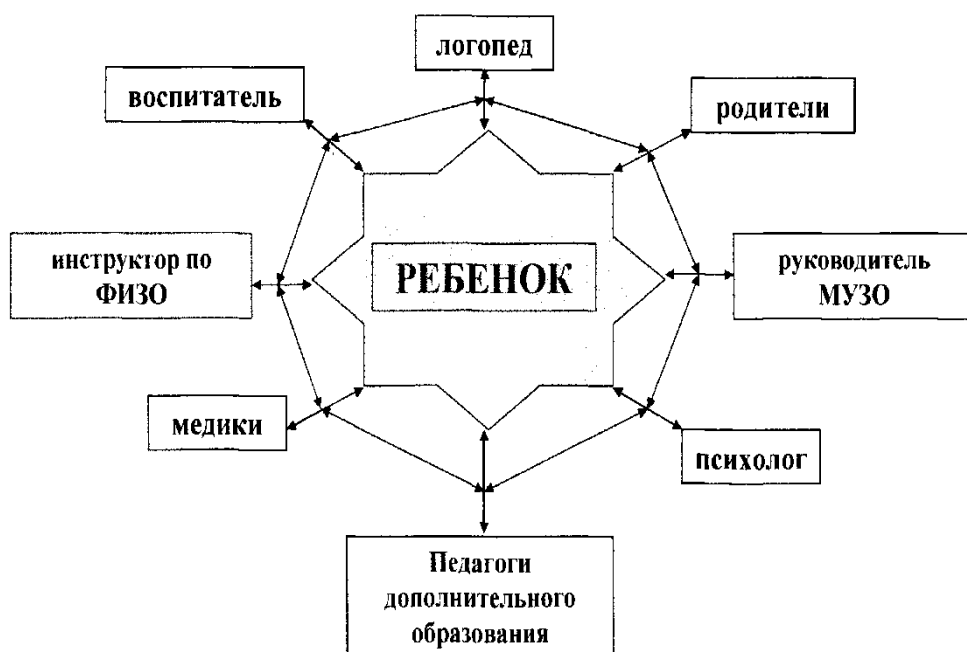 логопед
воспитатель
родители
инструктор по
ФИЗО
РЕБЕНОК
руководитель
МУЗО
медики
психолог
Педагоги
дополнительного
образования